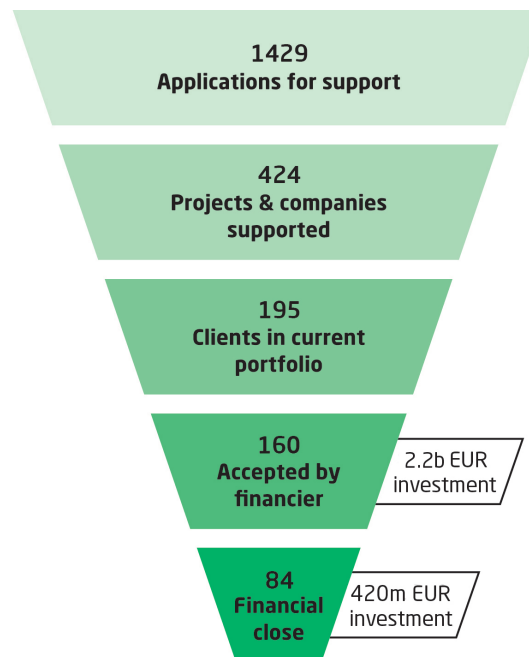 1429
Applications for support
424
Projects & companies
supported
195
Clients in current
portfolio
160
Accepted by
financier
2.2b EUR
investment
84
Financial
close
420m EUR
investment